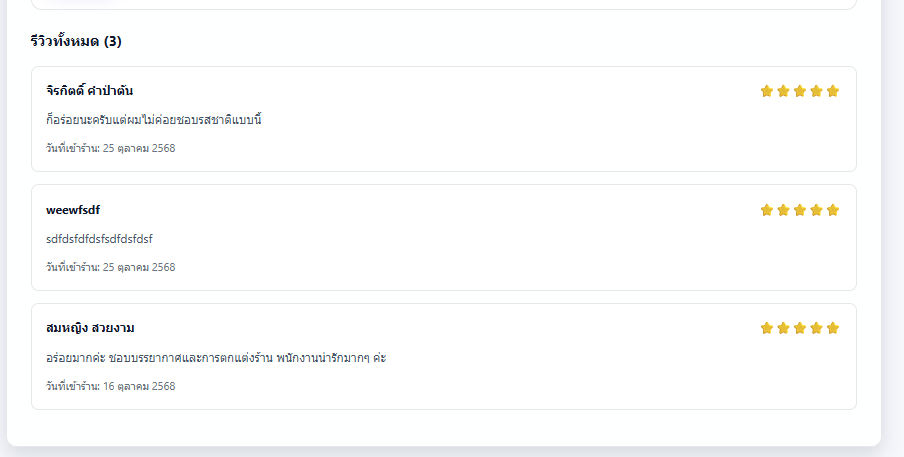 รีวิวทั้งหมด (3)
จิรกิตติ์ คำป่าตัน
ก็อร่อยนะครับแต่ผมไม่ค่อยชอบรสชาติแบบนี้
วันที่เข้าร้าน: 25 ตุลาคม 2568
weewfsdf
sdfdsfdfdsfsdfdsfdsf
วันที่เข้าร้าน: 25 ตุลาคม 2568
สมหญิง สวยงาม
อร่อยมากค่ะ ชอบบรรยากาศและการตกแต่งร้าน พนักงานน่ารักมากๆ ค่ะ
วันที่เข้าร้าน: 16 ตุลาคม 2568